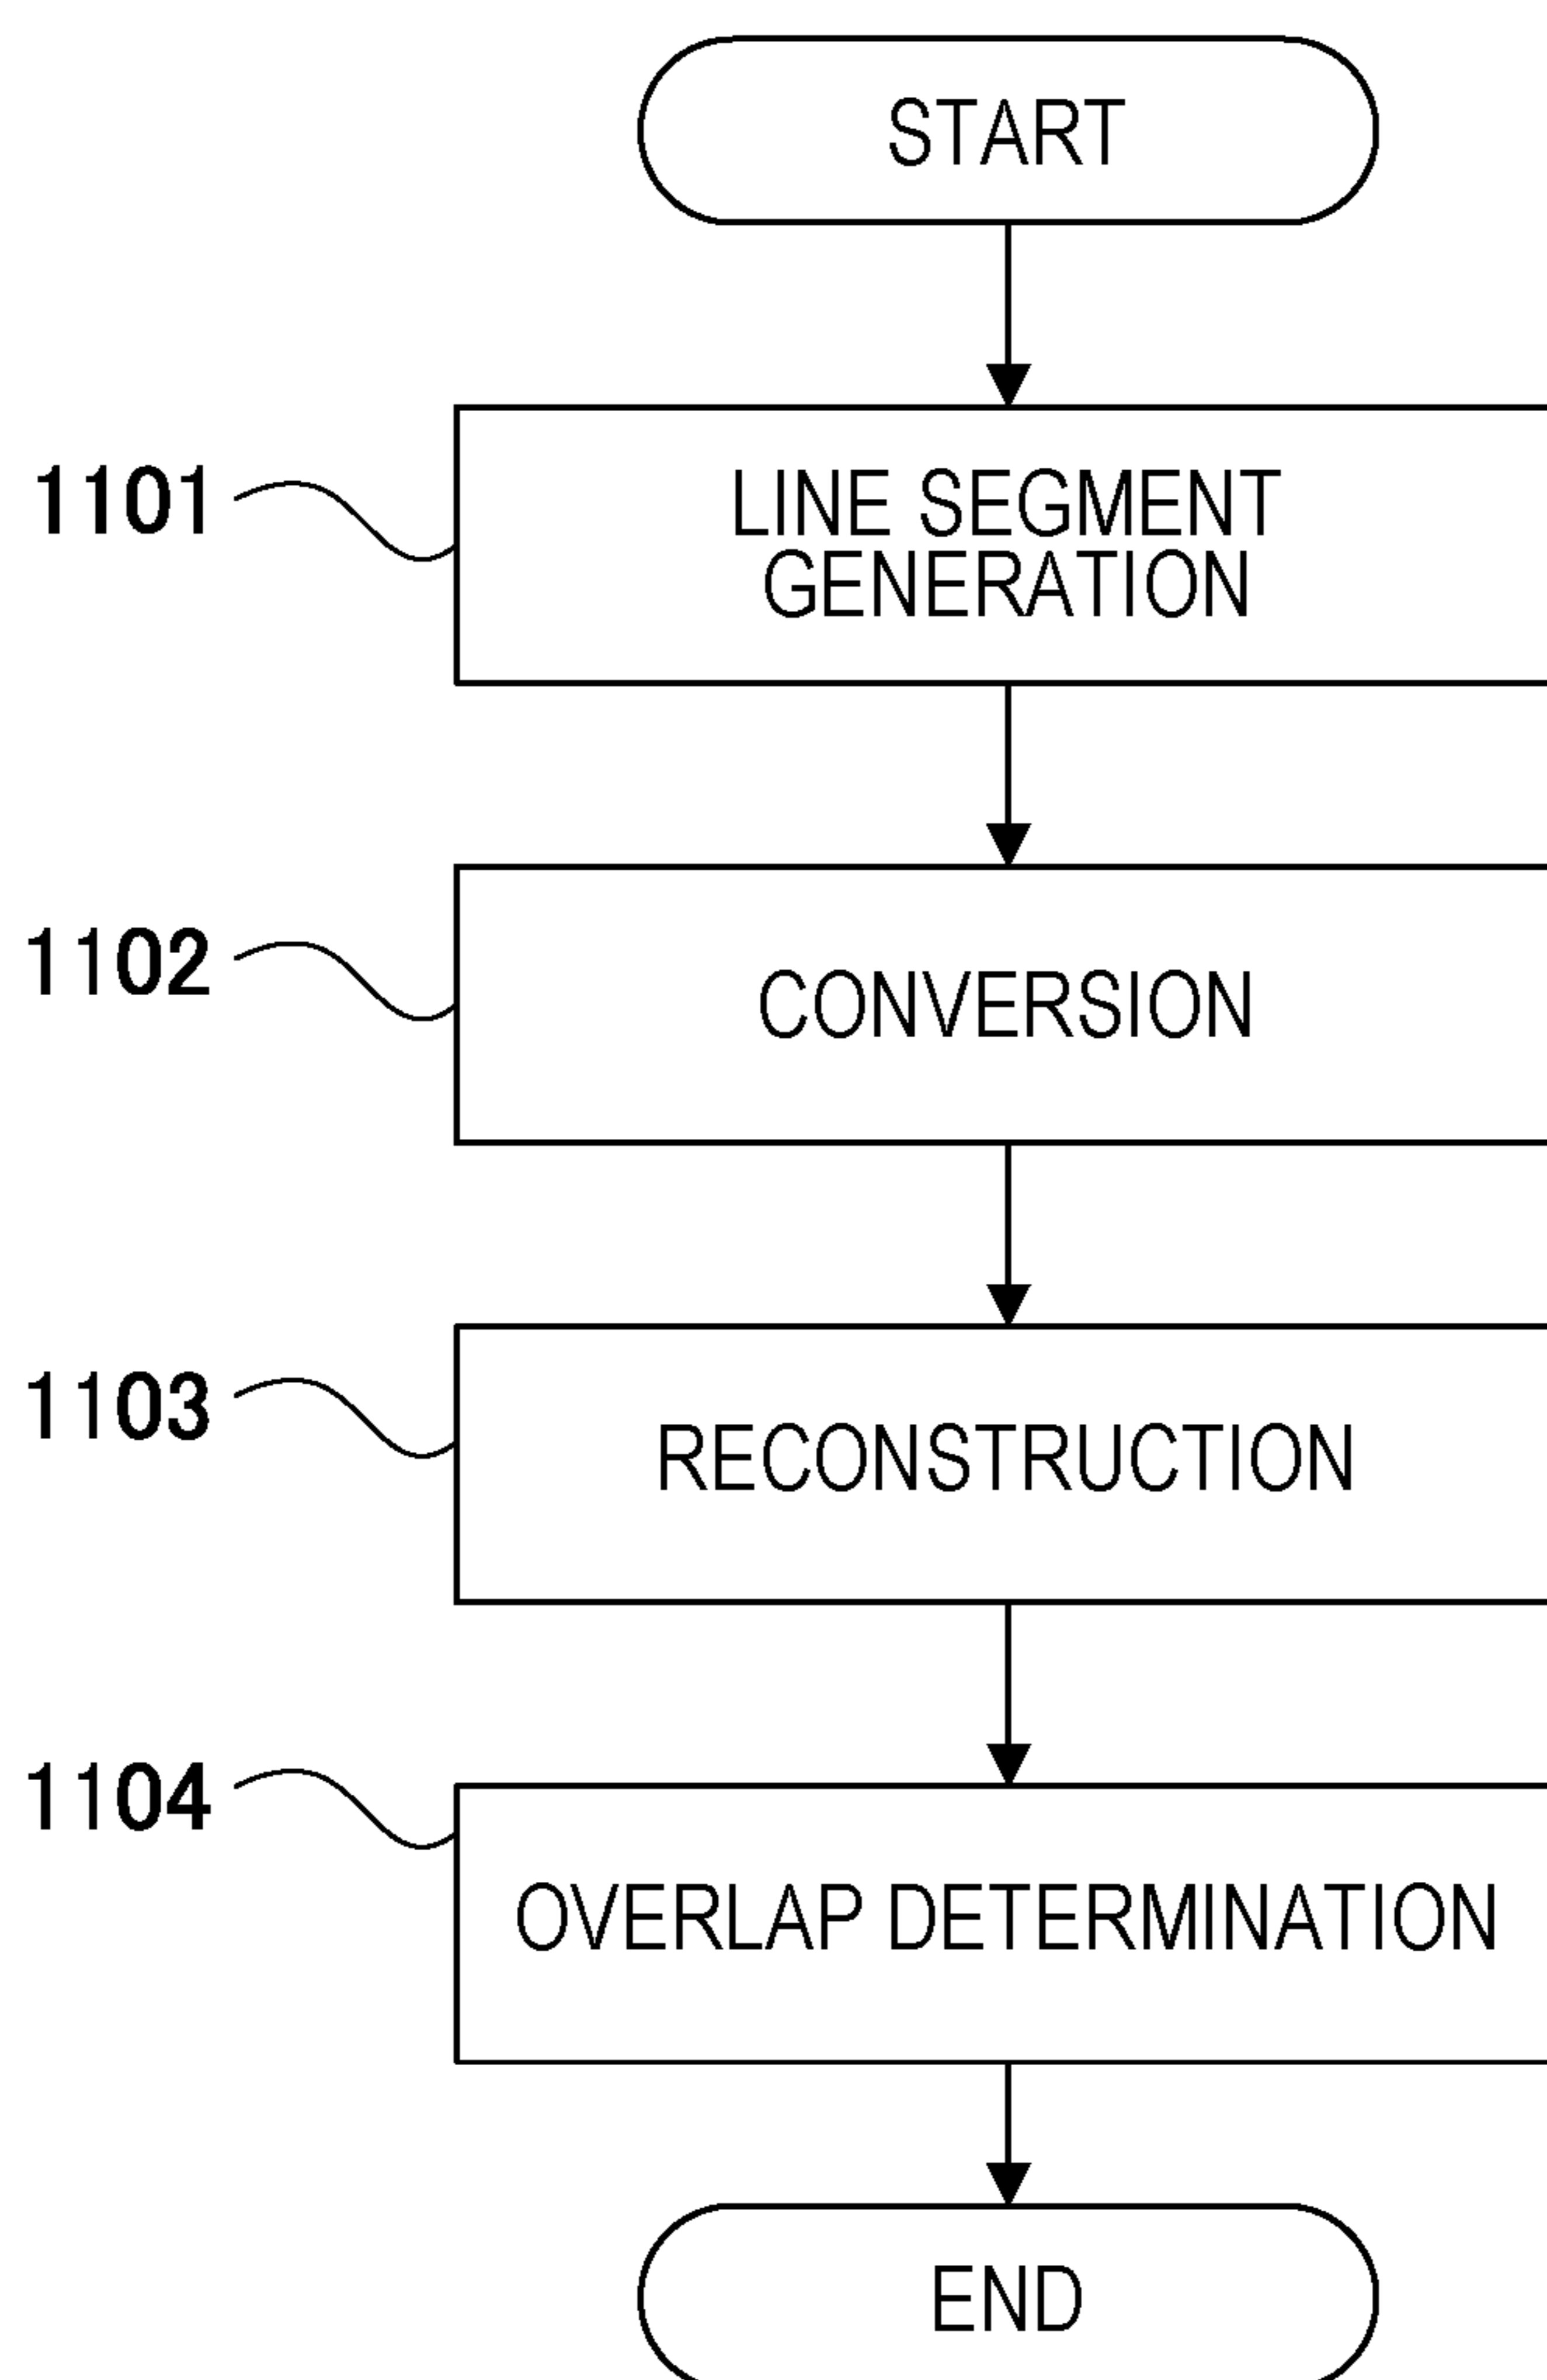 START
1101
LINE SEGMENT
GENERATION
1102
CONVERSION
1103
RECONSTRUCTION
1104
OVERLAP DETERMINATION
END